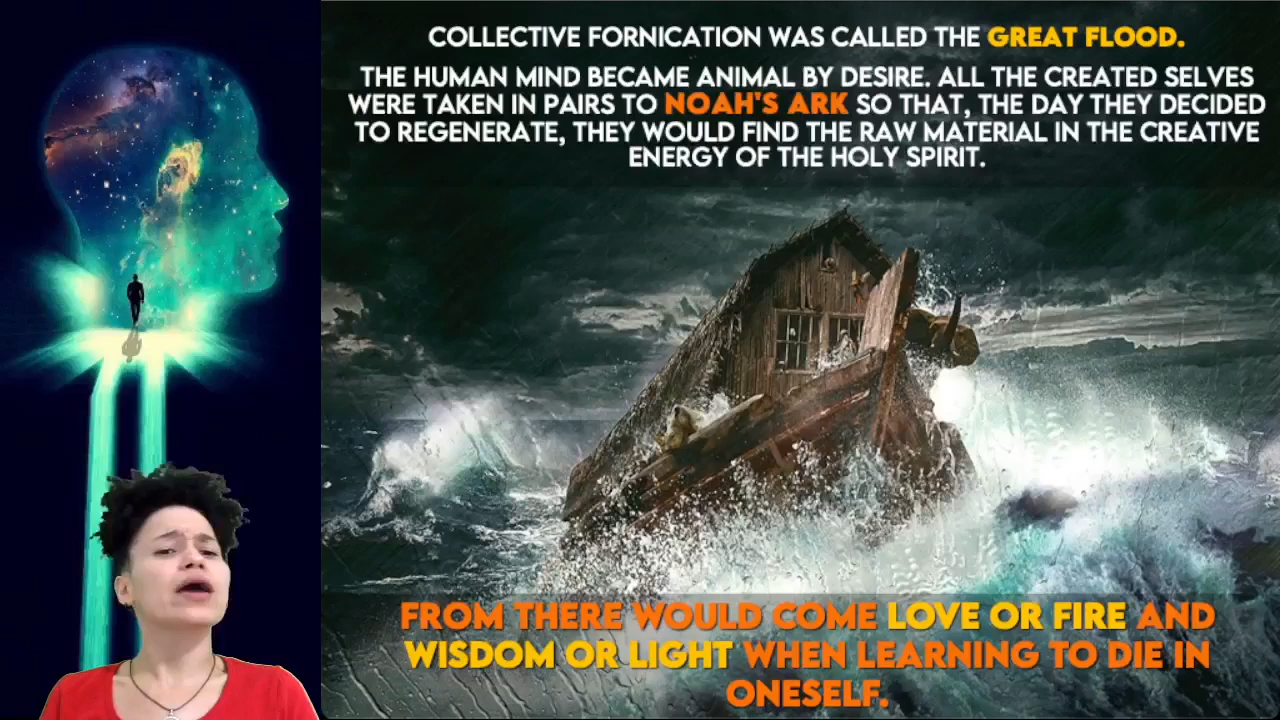 COLLECTIVE FORNICATION WAS CALLED THE GREAT FLOOD.
THE HUMAN MIND BECAME ANIMAL BY DESIRE. ALL THE CREATED SELVES
WERE TAKEN IN PAIRS TO NOAH'S ARK SO THAT, THE DAY THEY DECIDED
TO REGENERATE, THEY WOULD FIND THE RAW MATERIAL IN THE CREATIVE
ENERGY OF THE HOLY SPIRIT.
FROM THERE WOULD COME LOVE OR FIRE AND
WISDOM OR LIGHT WHEN LEARNING TO DIE IN
ONESELF.